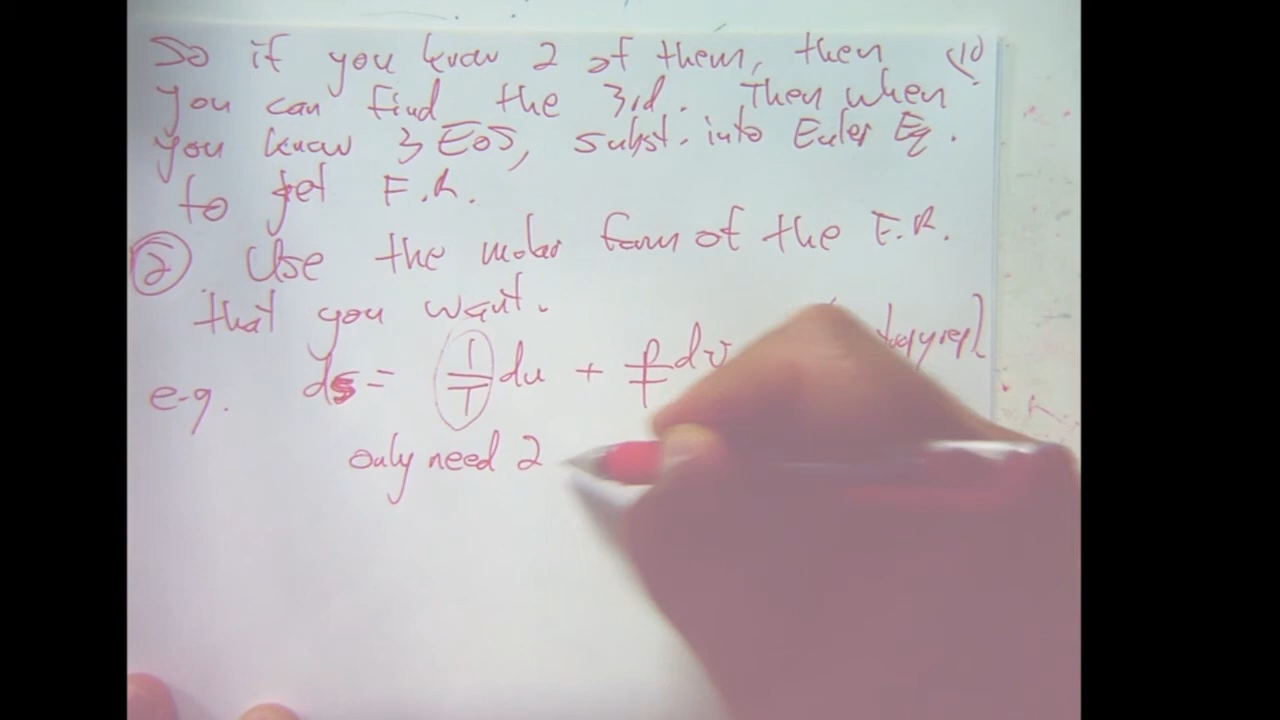 So if you know 2 of them, then (10)
you can find the 3rd. Then when
you know 3 EOS, subst. into Euler Eq.
to get F.R.
② Use the molar form of the F.R.
that you want.
e.g. ds = 1/T du + P/T dv
only need 2